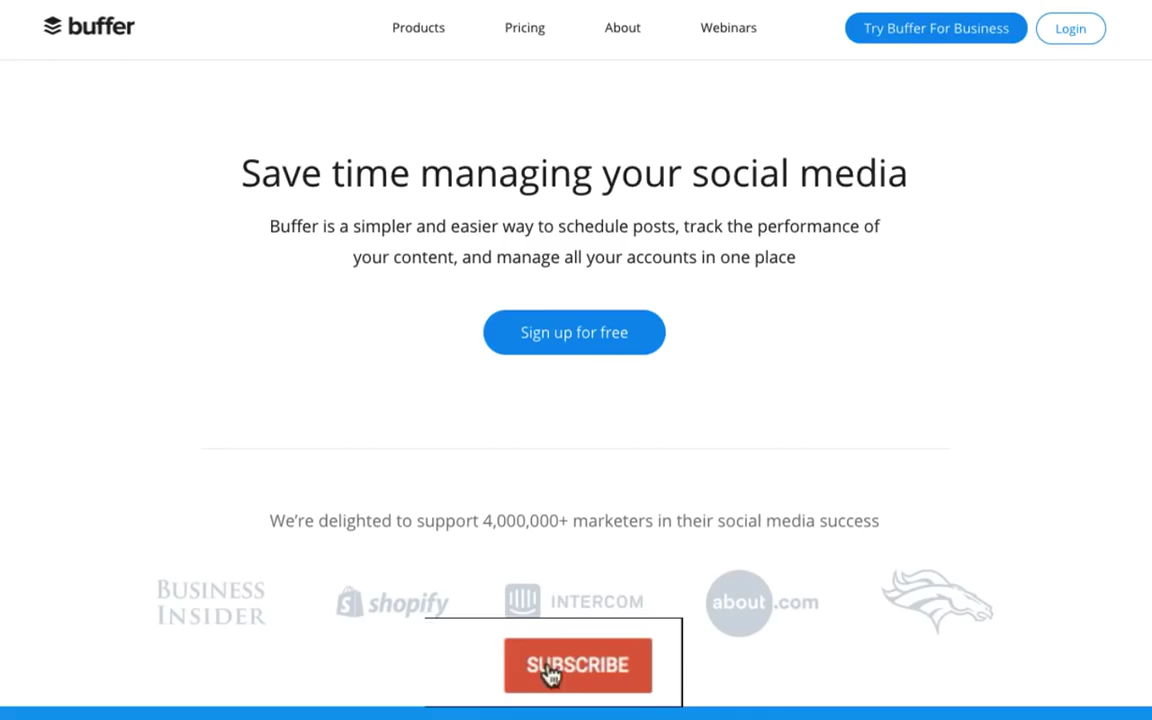 buffer
Products
Pricing
About
Webinars
Try Buffer For Business
Login
Save time managing your social media
Buffer is a simpler and easier way to schedule posts, track the performance of
your content, and manage all your accounts in one place
Sign up for free
We’re delighted to support 4,000,000+ marketers in their social media success
BUSINESS
INSIDER
shopify
INTERCOM
about.com
SUBSCRIBE